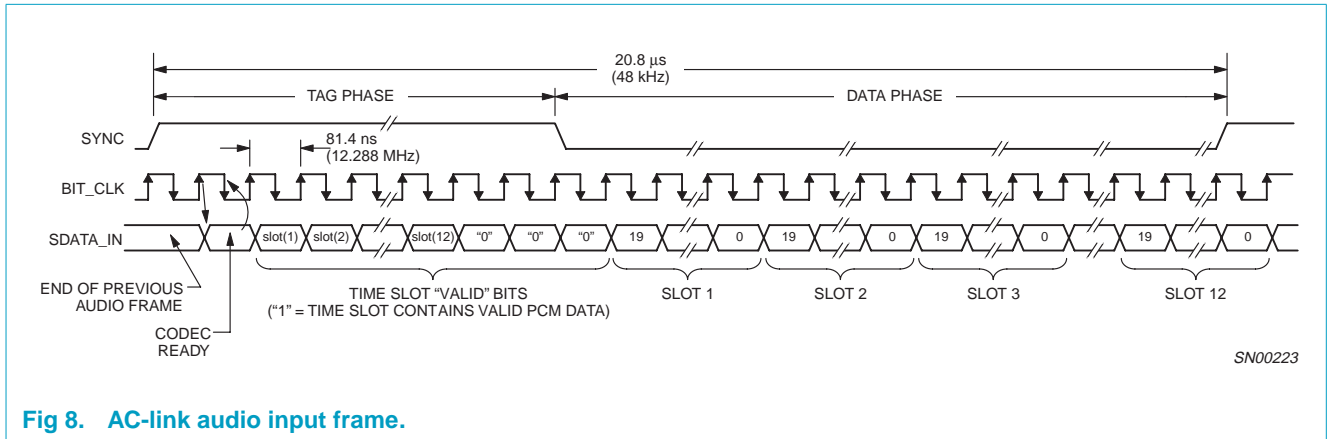 20.8 µs
(48 kHz)
TAG PHASE
DATA PHASE
SYNC
81.4 ns
(12.288 MHz)
BIT_CLK
SDATA_IN
slot(1) slot(2) slot(12) “0” “0” “0” 19 0 19 0 19 0 19 0
END OF PREVIOUS
AUDIO FRAME
TIME SLOT “VALID” BITS
(“1” = TIME SLOT CONTAINS VALID PCM DATA)
SLOT 1
SLOT 2
SLOT 3
SLOT 12
CODEC
READY
SN00223
Fig 8. AC-link audio input frame.